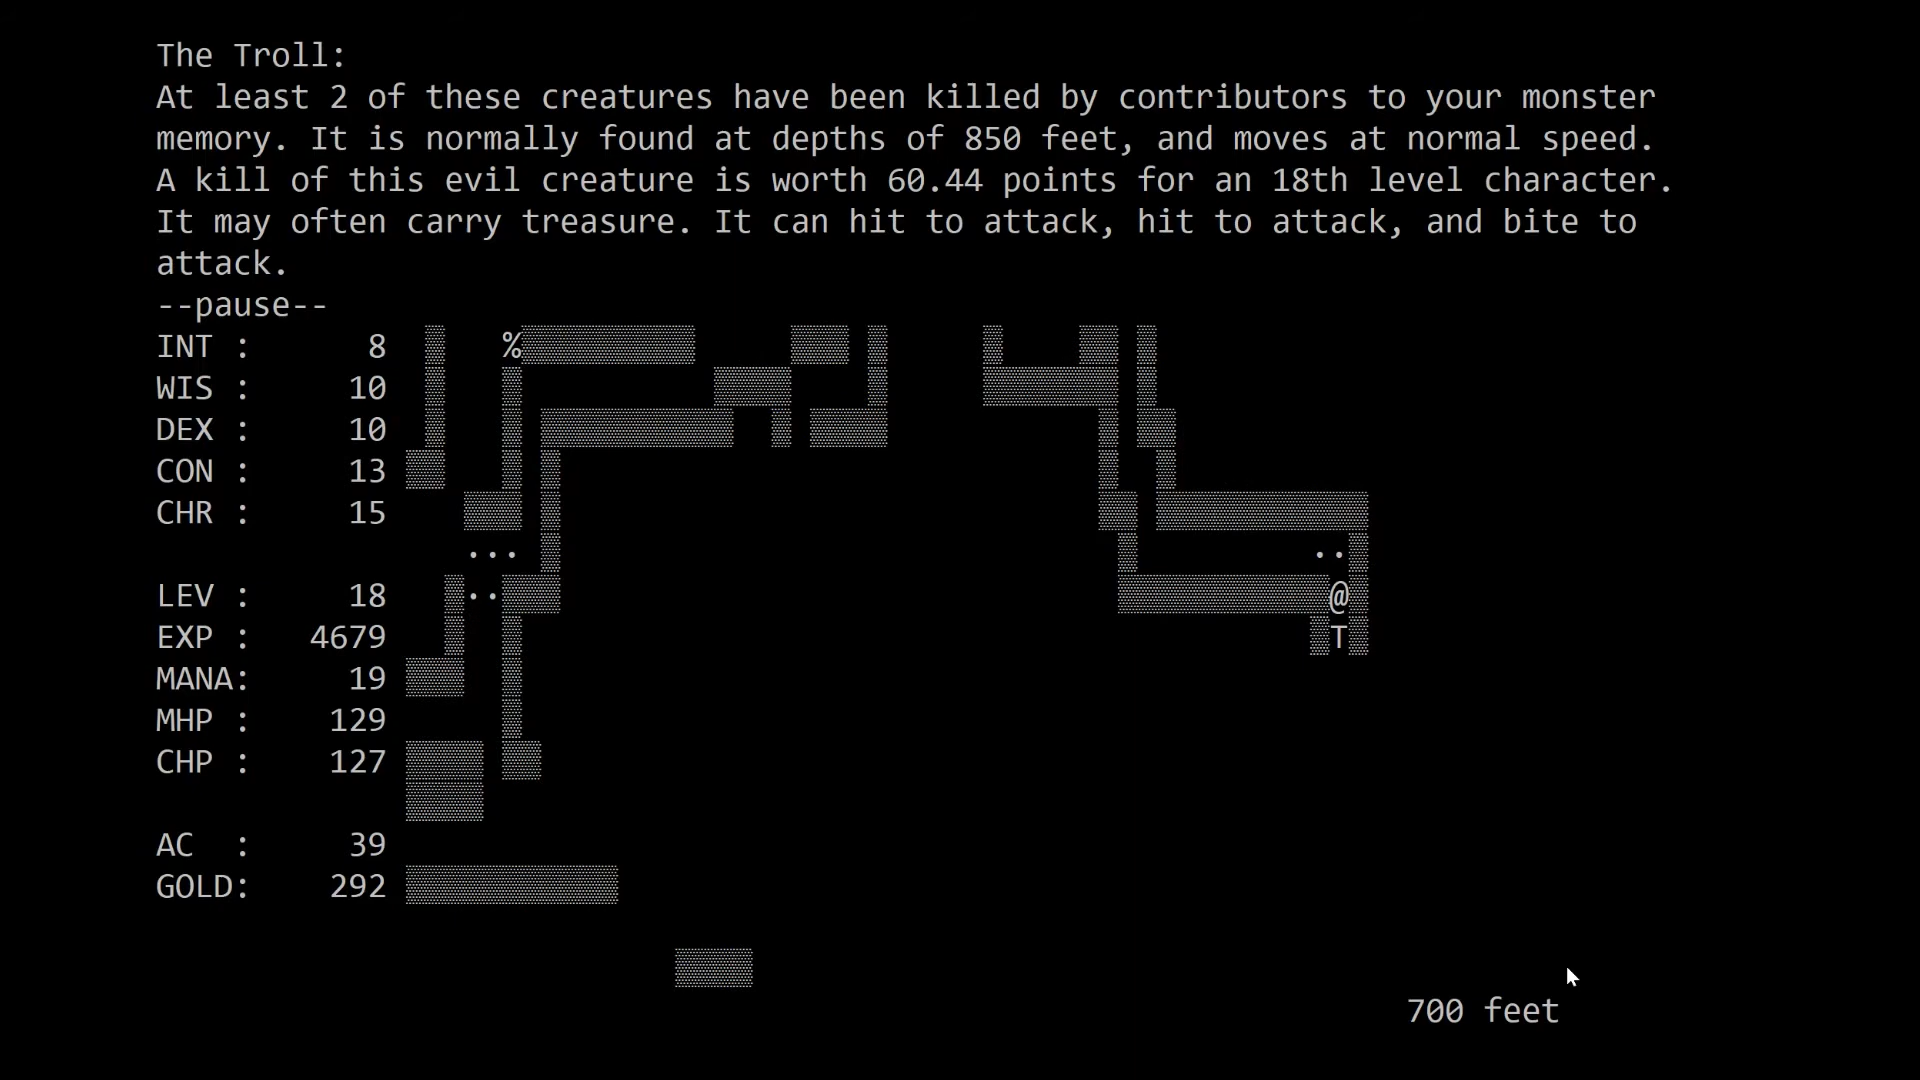 The Troll:
At least 2 of these creatures have been killed by contributors to your monster
memory. It is normally found at depths of 850 feet, and moves at normal speed.
A kill of this evil creature is worth 60.44 points for an 18th level character.
It may often carry treasure. It can hit to attack, hit to attack, and bite to
attack.
--pause--
INT : 8 %
WIS : 10
DEX : 10
CON : 13
CHR : 15
... ..
LEV : 18 .. @
EXP : 4679 T
MANA: 19
MHP : 129
CHP : 127
AC : 39
GOLD: 292
700 feet